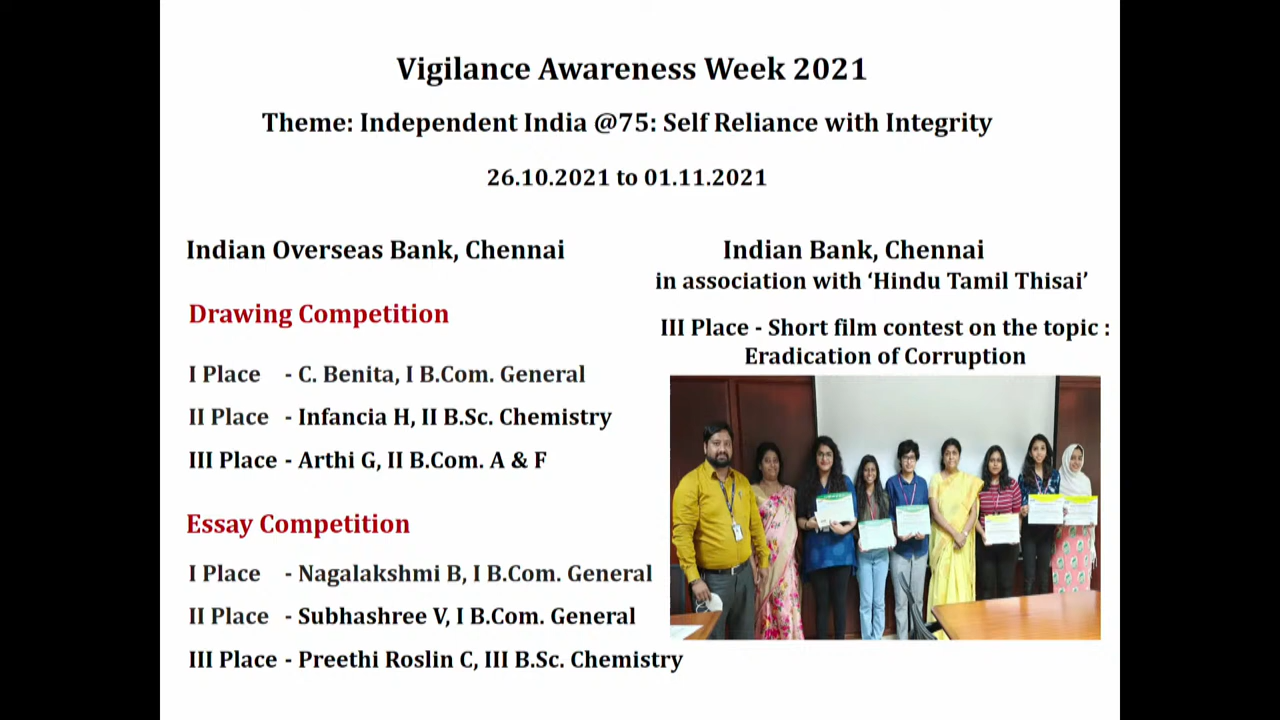 Vigilance Awareness Week 2021
Theme: Independent India @75: Self Reliance with Integrity
26.10.2021 to 01.11.2021
Indian Overseas Bank, Chennai
Drawing Competition
I Place - C. Benita, I B.Com. General
II Place - Infancia H, II B.Sc. Chemistry
III Place - Arthi G, II B.Com. A & F
Essay Competition
I Place - Nagalakshmi B, I B.Com. General
II Place - Subhashree V, I B.Com. General
III Place - Preethi Roslin C, III B.Sc. Chemistry
Indian Bank, Chennai
in association with ‘Hindu Tamil Thisai’
III Place - Short film contest on the topic :
Eradication of Corruption